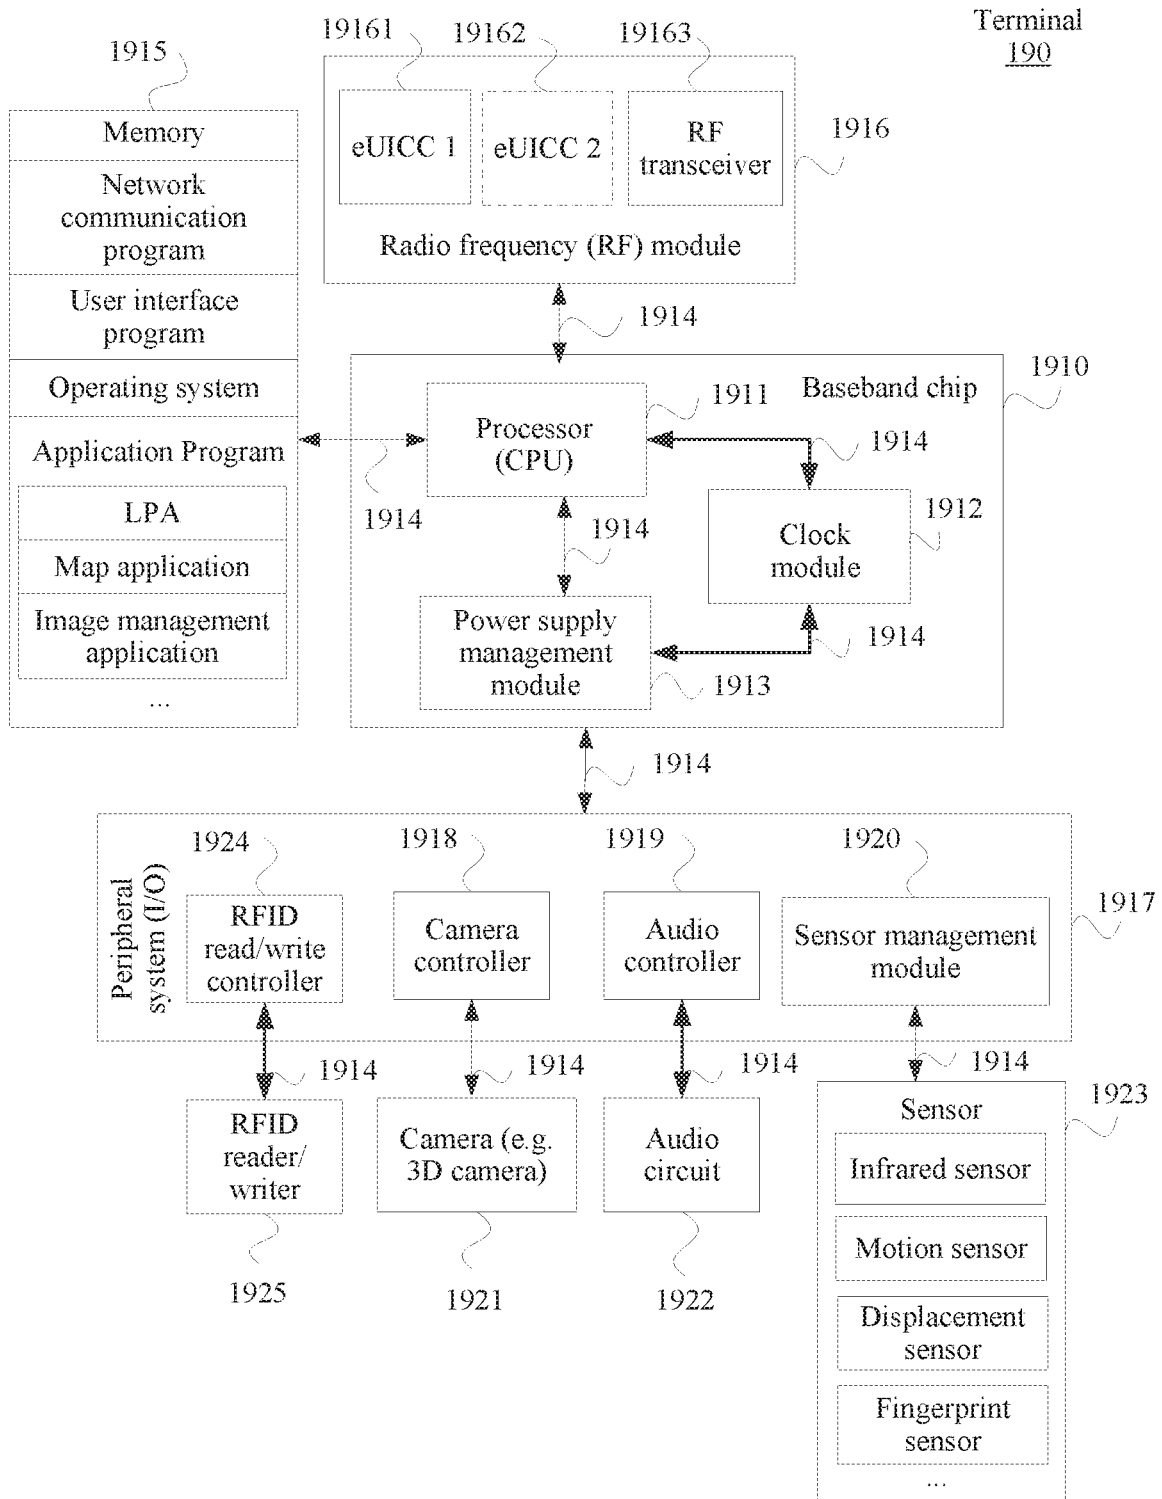 Terminal
190
19161
19162
19163
1915
1916
Memory
Network
communication
program
User interface
program
Operating system
Application Program
LPA
Map application
Image management
application
...
eUICC 1
eUICC 2
RF
transceiver
Radio frequency (RF) module
1914
1910
Baseband chip
1911
Processor
(CPU)
1914
1914
1914
1912
Clock
module
Power supply
management
module
1914
1913
1914
Peripheral
system (I/O)
1924
1918
1919
1920
1917
RFID
read/write
controller
Camera
controller
Audio
controller
Sensor management
module
1914
1914
1914
1914
RFID
reader/
writer
Camera (e.g.
3D camera)
Audio
circuit
1925
1921
1922
1923
Sensor
Infrared sensor
Motion sensor
Displacement
sensor
Fingerprint
sensor
...